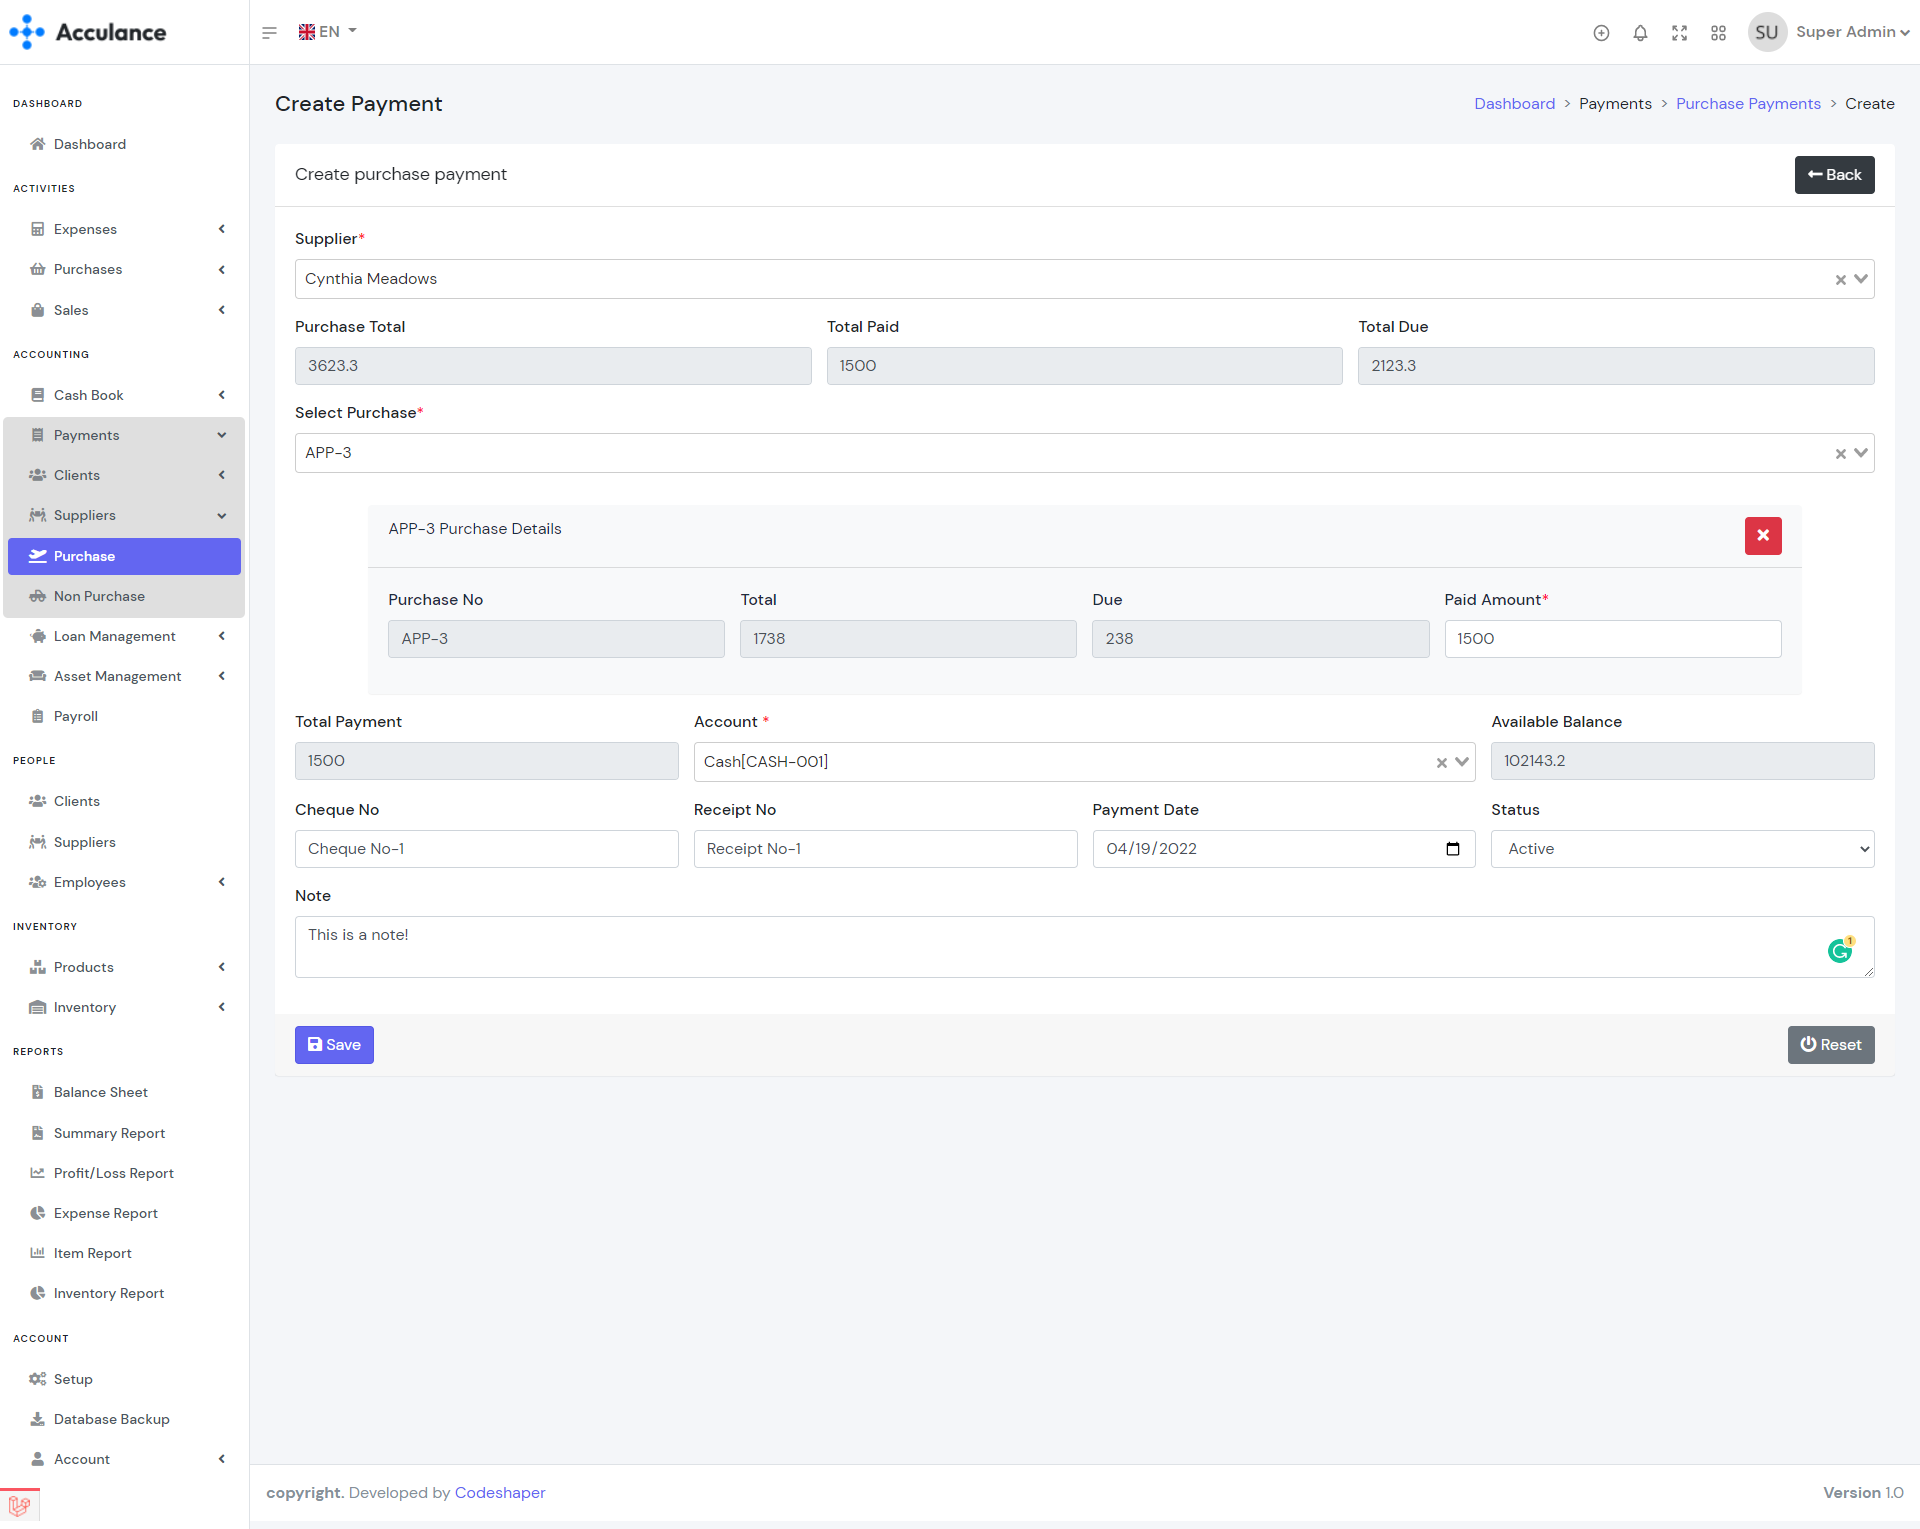 Acculance
EN
SU
Super Admin
DASHBOARD
Dashboard
ACTIVITIES
Expenses
Purchases
Sales
ACCOUNTING
Cash Book
Payments
Clients
Suppliers
Purchase
Non Purchase
Loan Management
Asset Management
Payroll
PEOPLE
Clients
Suppliers
Employees
INVENTORY
Products
Inventory
REPORTS
Balance Sheet
Summary Report
Profit/Loss Report
Expense Report
Item Report
Inventory Report
ACCOUNT
Setup
Database Backup
Account
Create Payment
Dashboard > Payments > Purchase Payments > Create
Create purchase payment
Back
Supplier*
Cynthia Meadows
Purchase Total Total Paid Total Due
3623.3 1500 2123.3
Select Purchase*
APP-3
APP-3 Purchase Details
Purchase No Total Due Paid Amount*
APP-3 1738 238 1500
Total Payment Account * Available Balance
1500 Cash[CASH-001] 102143.2
Cheque No Receipt No Payment Date Status
Cheque No-1 Receipt No-1 04/19/2022 Active
Note
This is a note!
1
Save Reset
copyright. Developed by Codeshaper
Version 1.0